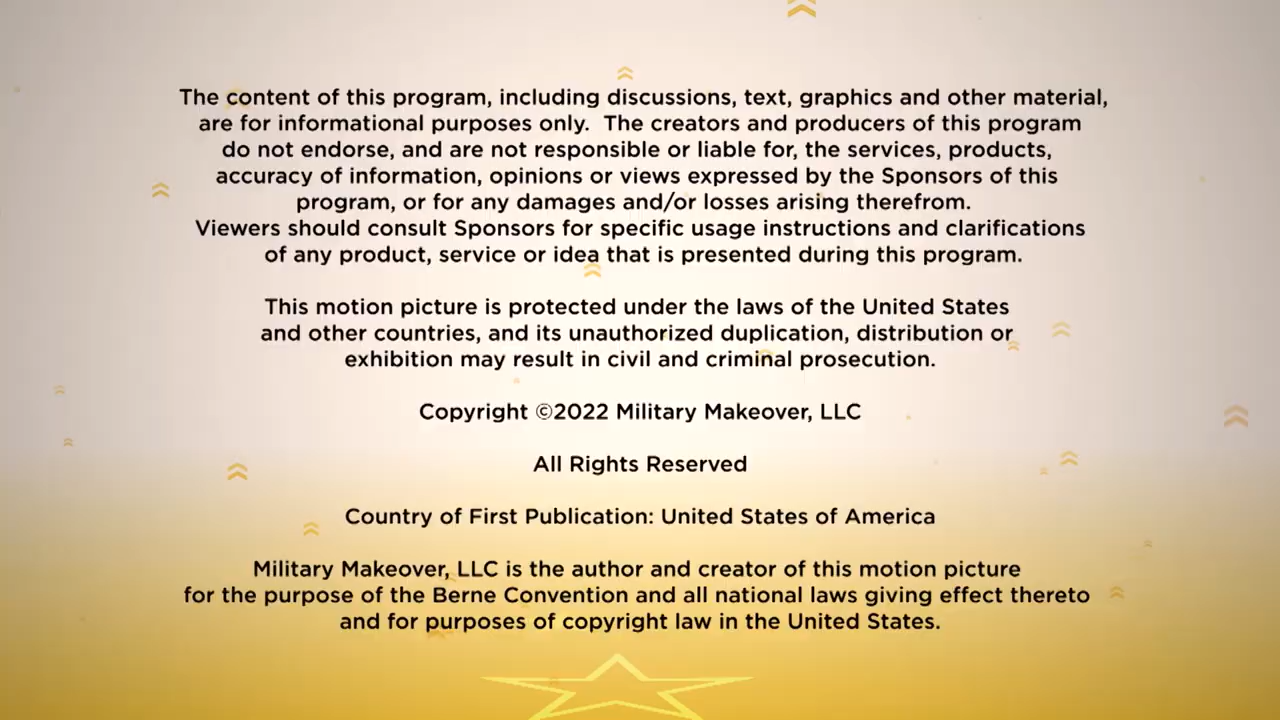 The content of this program, including discussions, text, graphics and other material,
are for informational purposes only.  The creators and producers of this program
do not endorse, and are not responsible or liable for, the services, products,
accuracy of information, opinions or views expressed by the Sponsors of this
program, or for any damages and/or losses arising therefrom.
Viewers should consult Sponsors for specific usage instructions and clarifications
of any product, service or idea that is presented during this program.
This motion picture is protected under the laws of the United States
and other countries, and its unauthorized duplication, distribution or
exhibition may result in civil and criminal prosecution.
Copyright ©2022 Military Makeover, LLC
All Rights Reserved
Country of First Publication: United States of America
Military Makeover, LLC is the author and creator of this motion picture
for the purpose of the Berne Convention and all national laws giving effect thereto
and for purposes of copyright law in the United States.